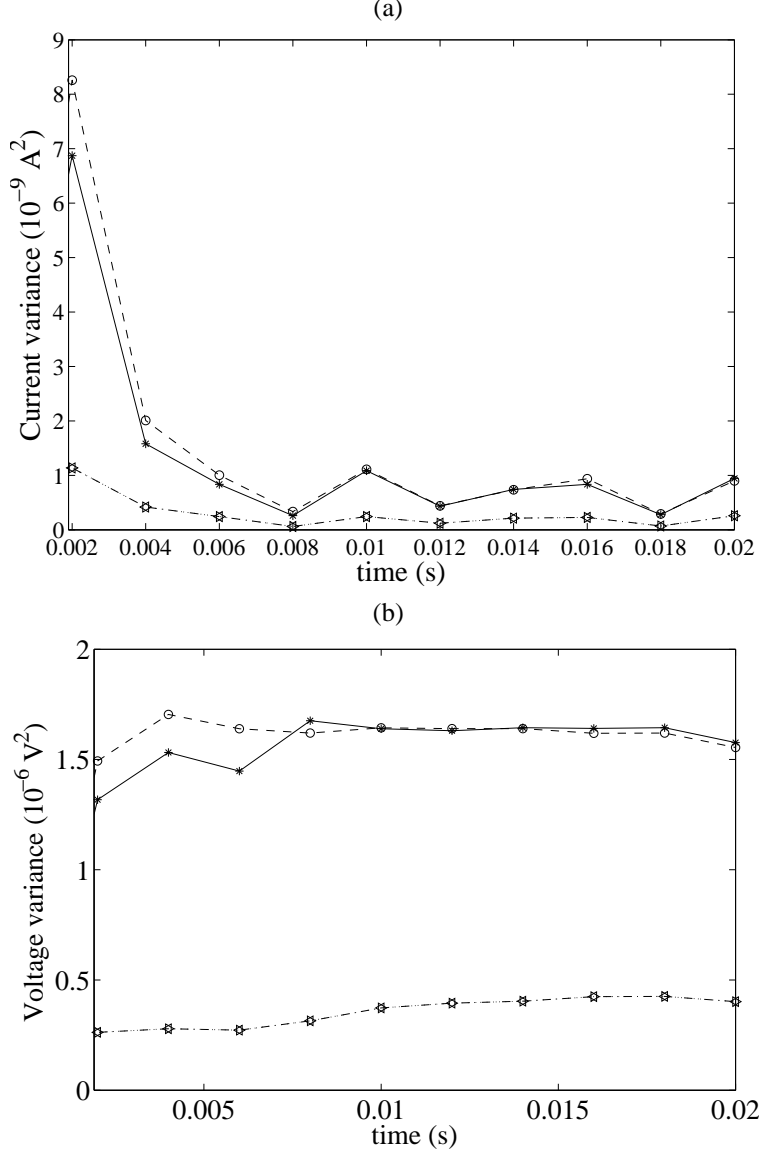 (a)
Current variance (10⁻⁹ A²)
9
8
7
6
5
4
3
2
1
0
0.002 0.004 0.006 0.008 0.01 0.012 0.014 0.016 0.018 0.02
time (s)
(b)
Voltage variance (10⁻⁶ V²)
2
1.5
1
0.5
0
0.005 0.01 0.015 0.02
time (s)